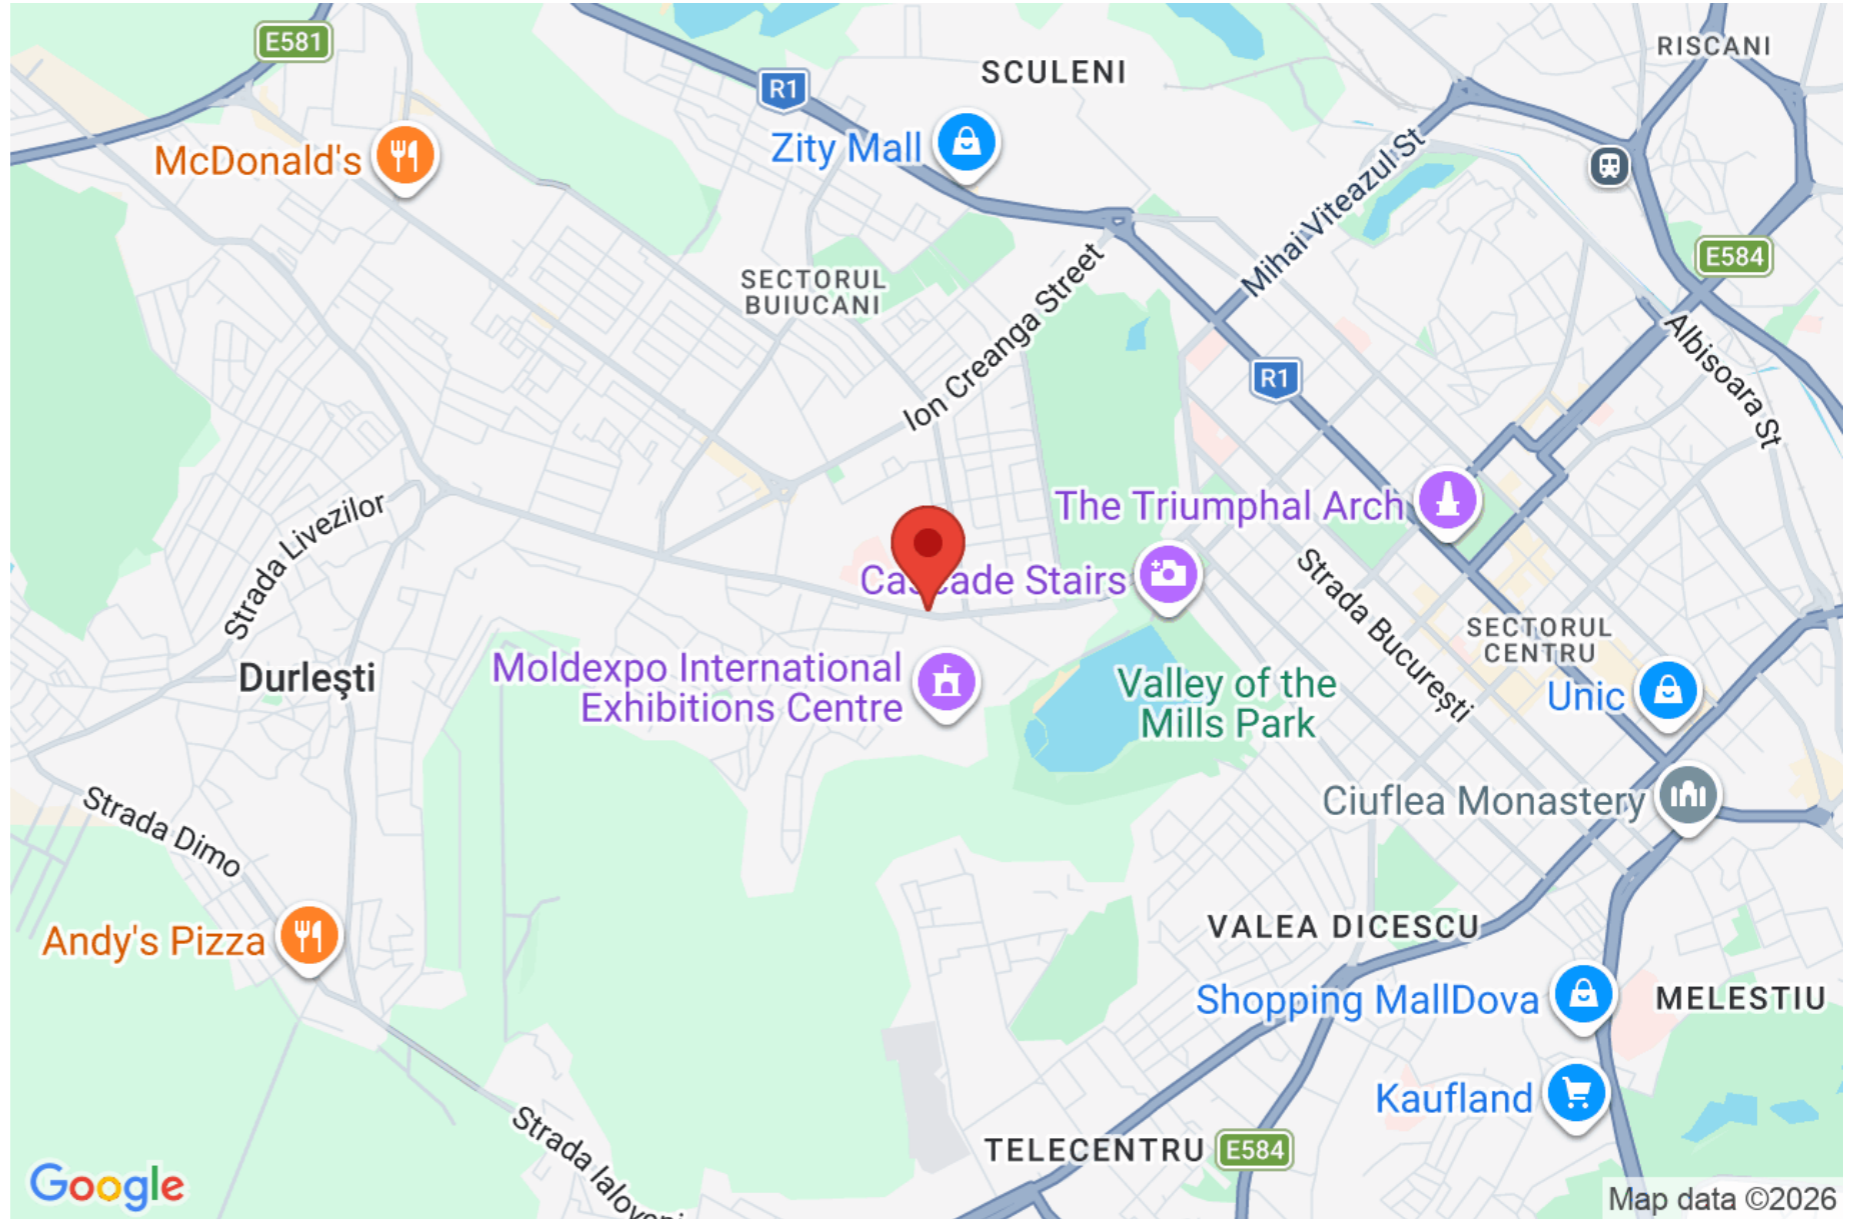 E581
RISCANI
SCULENI
R1
Zity Mall
McDonald's
Mihai Viteazul St
E584
SECTORUL
BUIUCANI
Ion Creanga Street
Albisoara St
R1
Strada Livezilor
The Triumphal Arch
Cascade Stairs
Strada București
SECTORUL
CENTRU
Durleşti
Moldexpo International
Exhibitions Centre
Valley of the
Mills Park
Unic
Strada Dimo
Ciuflea Monastery
Andy's Pizza
VALEA DICESCU
Shopping MallDova
MELESTIU
Kaufland
Strada
TELECENTRU
E584
Google
Map data ©2026